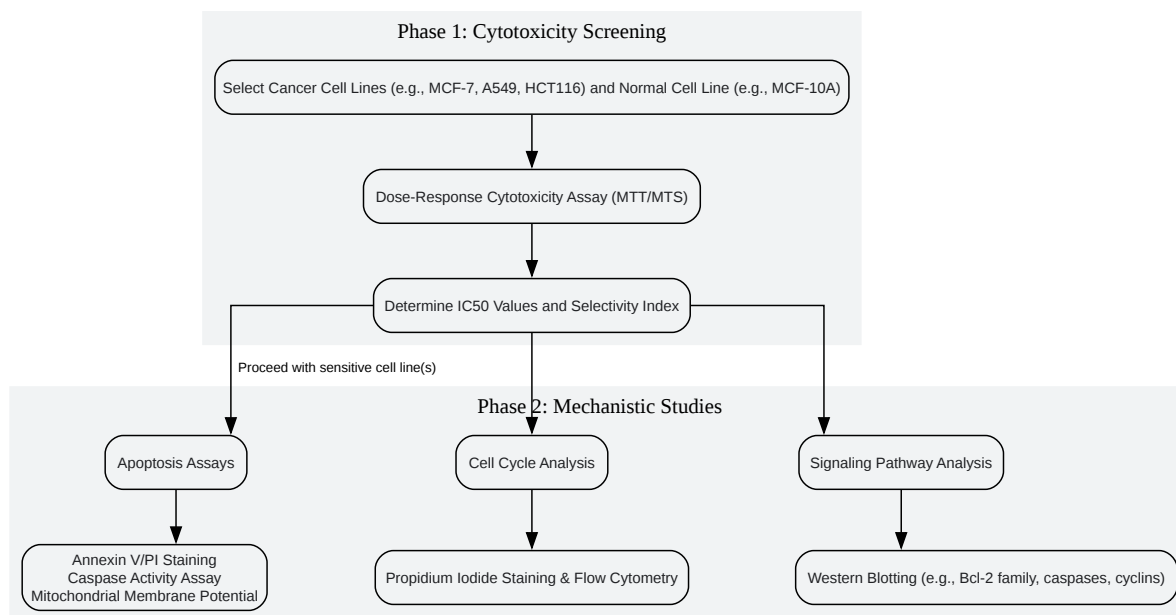 Phase 1: Cytotoxicity Screening
Select Cancer Cell Lines (e.g., MCF-7, A549, HCT116) and Normal Cell Line (e.g., MCF-10A)
Dose-Response Cytotoxicity Assay (MTT/MTS)
Determine IC50 Values and Selectivity Index
Proceed with sensitive cell line(s)
Phase 2: Mechanistic Studies
Apoptosis Assays
Cell Cycle Analysis
Signaling Pathway Analysis
Annexin V/PI Staining
Caspase Activity Assay
Mitochondrial Membrane Potential
Propidium Iodide Staining & Flow Cytometry
Western Blotting (e.g., Bcl-2 family, caspases, cyclins)